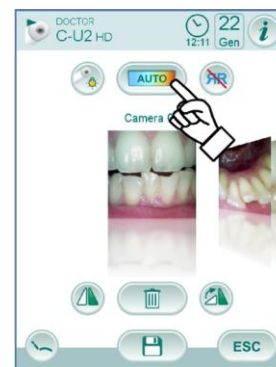 DOCTOR
C-U2 HD
12:11
22
Gen
i
AUTO
Camera
ESC